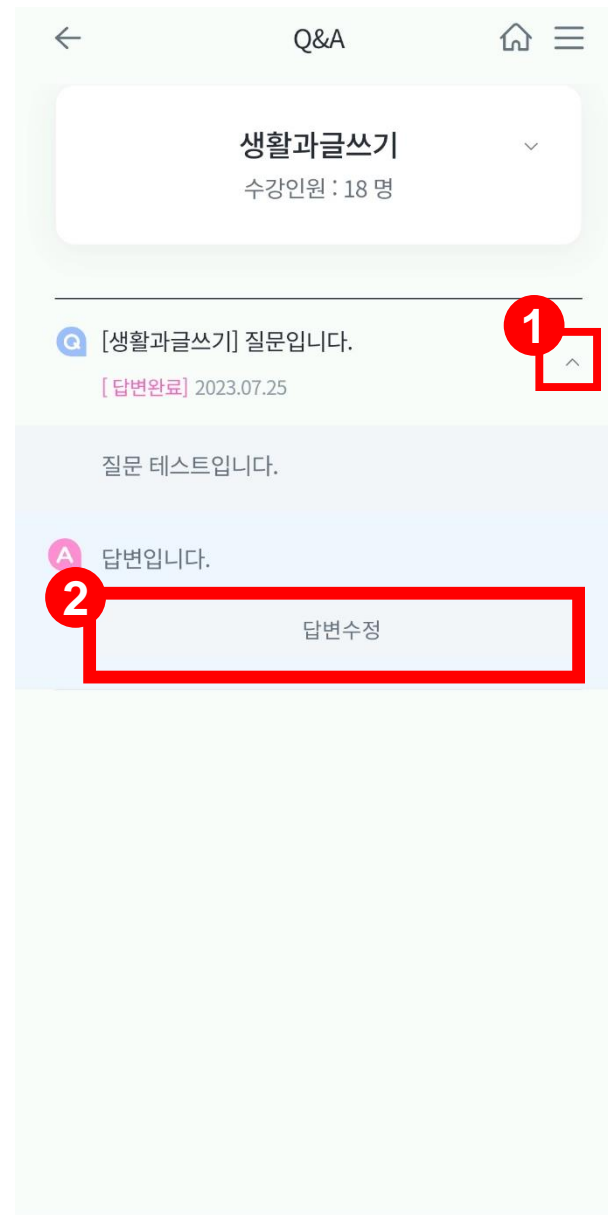 Q&A
생활과글쓰기
수강인원 : 18 명
1
Q [생활과글쓰기] 질문입니다.
[ 답변완료] 2023.07.25
질문 테스트입니다.
A 답변입니다.
2
답변수정